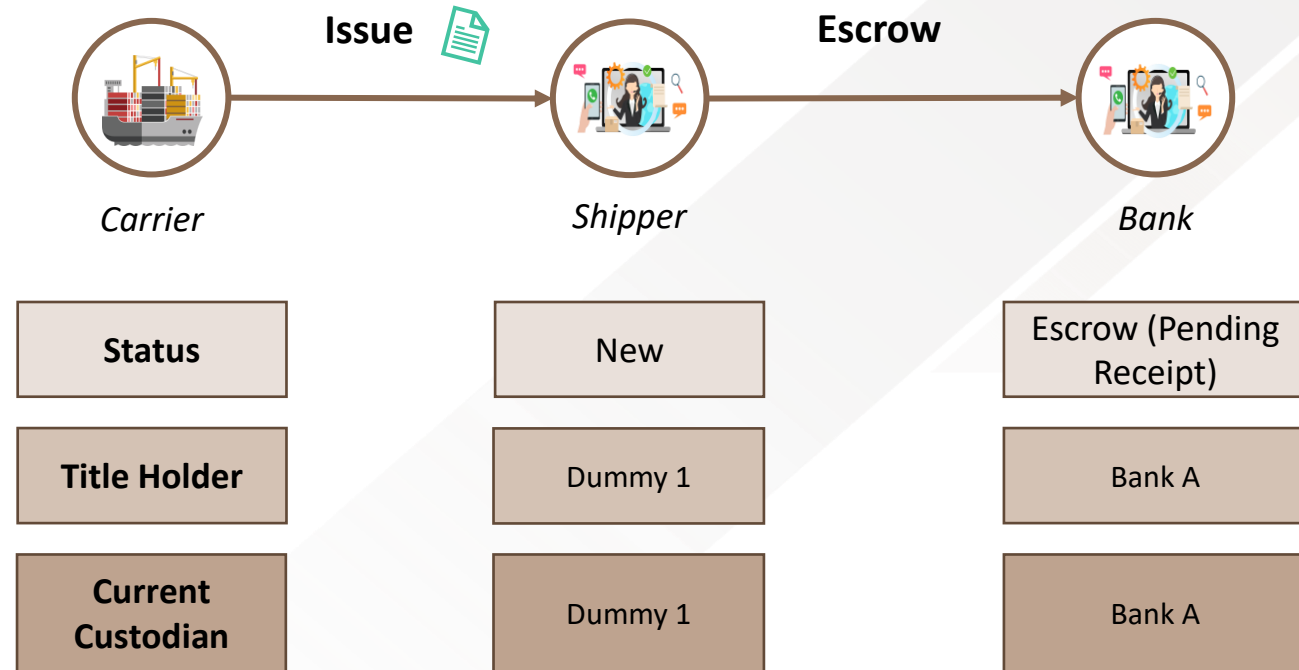 Issue
Escrow
Carrier
Shipper
Bank
Status
New
Escrow (Pending
Receipt)
Title Holder
Dummy 1
Bank A
Current
Custodian
Dummy 1
Bank A